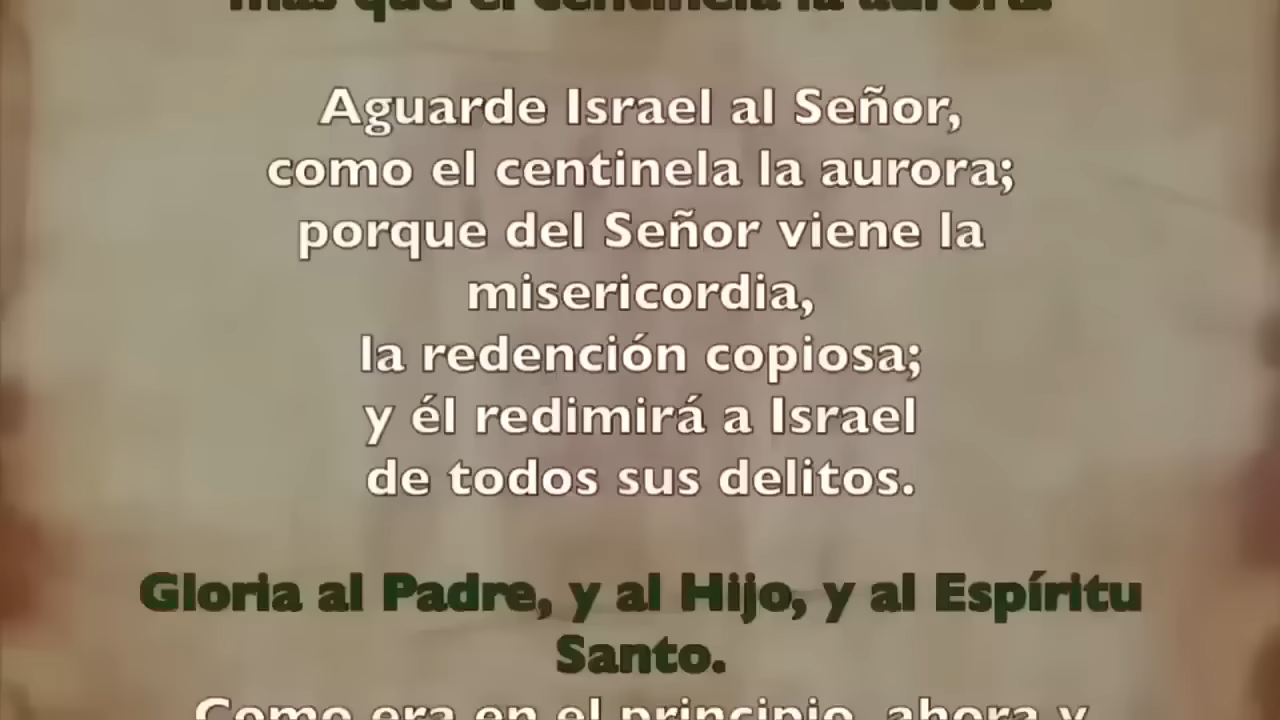 más que el centinela la aurora.
Aguarde Israel al Señor,
como el centinela la aurora;
porque del Señor viene la
misericordia,
la redención copiosa;
y él redimirá a Israel
de todos sus delitos.
Gloria al Padre, y al Hijo, y al Espíritu
Santo.
Como era en el principio, ahora y